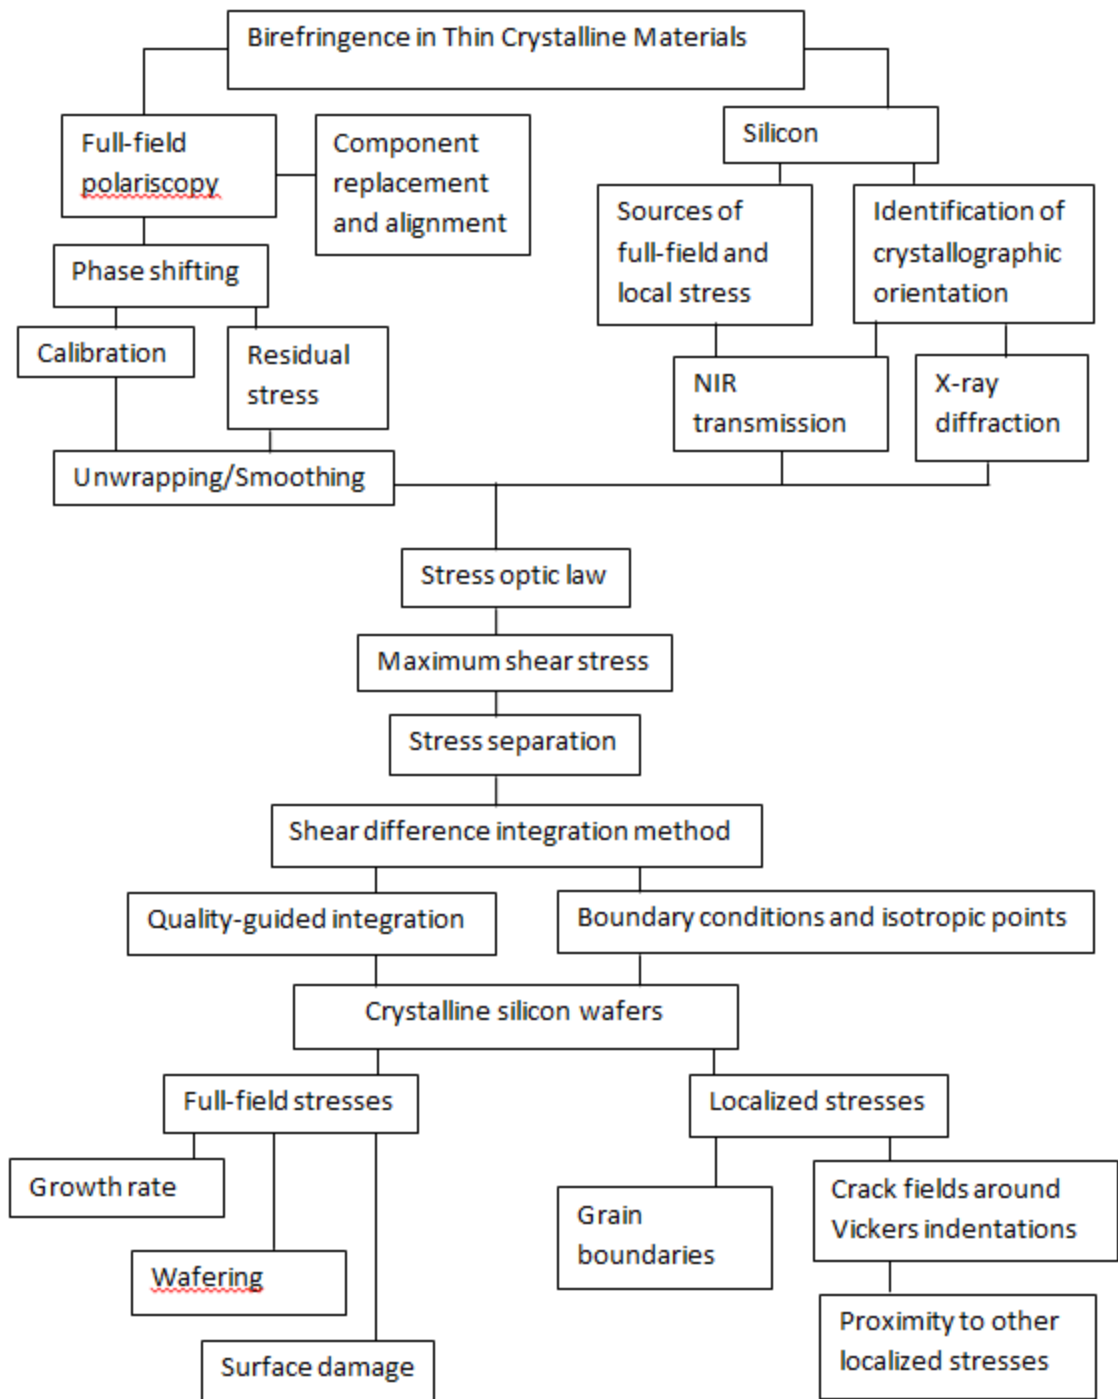 Birefringence in Thin Crystalline Materials
Full-field
polariscopy
Component
replacement
and alignment
Silicon
Sources of
full-field and
local stress
Identification of
crystallographic
orientation
Phase shifting
Calibration
Residual
stress
NIR
transmission
X-ray
diffraction
Unwrapping/Smoothing
Stress optic law
Maximum shear stress
Stress separation
Shear difference integration method
Quality-guided integration
Boundary conditions and isotropic points
Crystalline silicon wafers
Full-field stresses
Localized stresses
Growth rate
Wafering
Surface damage
Grain
boundaries
Crack fields around
Vickers indentations
Proximity to other
localized stresses